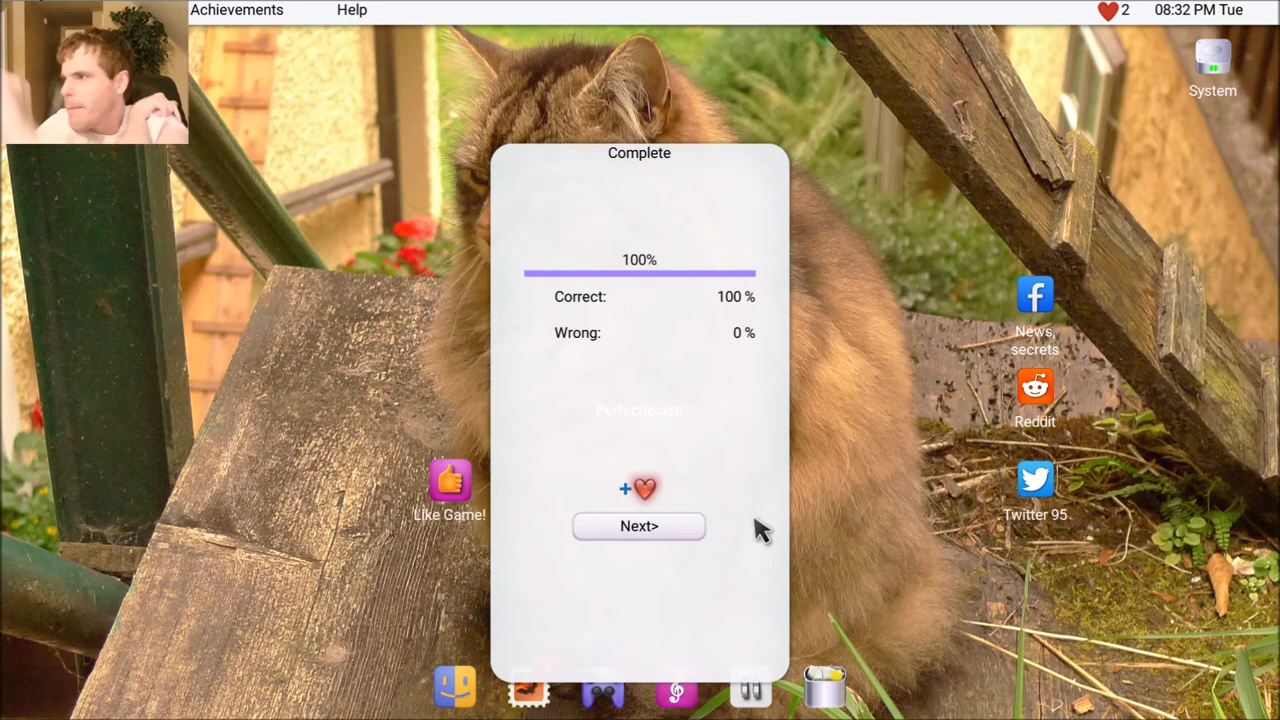 Achievements
Help
2
08:32 PM Tue
System
Complete
100%
Correct:
100 %
Wrong:
0 %
Perfectionist!
+
Next>
News,
secrets
Reddit
Like Game!
Twitter 95